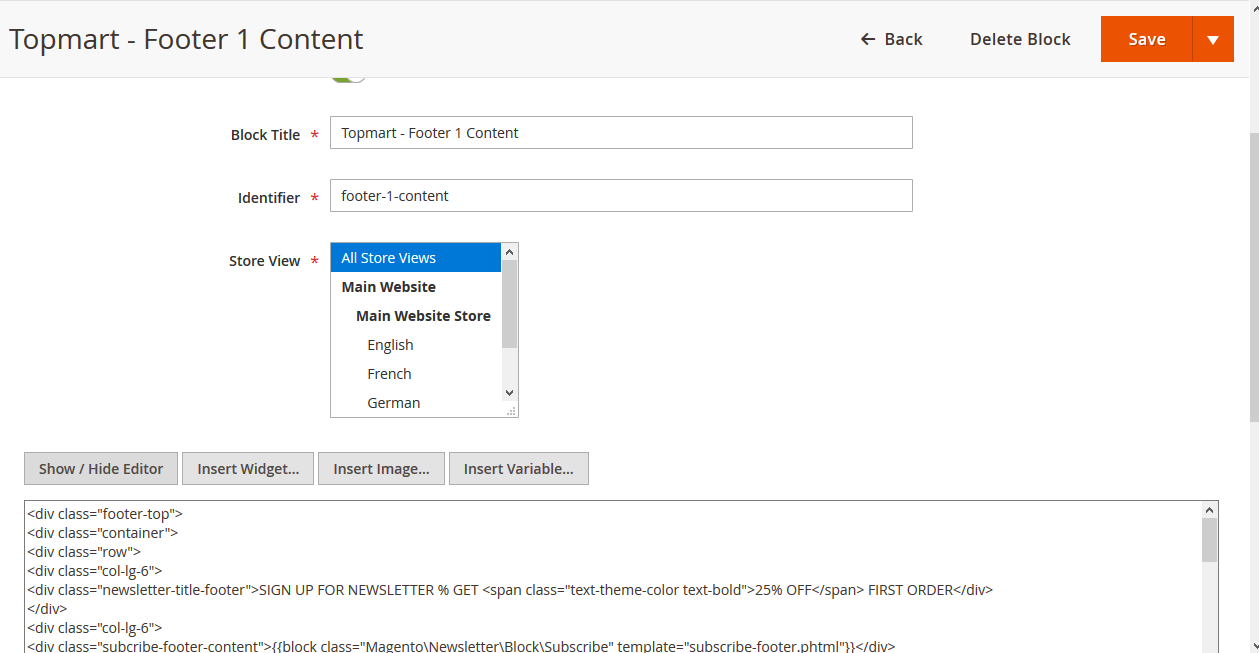 Topmart - Footer 1 Content
← Back
Delete Block
Save
Block Title *
Topmart - Footer 1 Content
Identifier *
footer-1-content
Store View *
All Store Views
Main Website
Main Website Store
English
French
German
Show / Hide Editor
Insert Widget...
Insert Image...
Insert Variable...
<div class="footer-top">
<div class="container">
<div class="row">
<div class="col-lg-6">
<div class="newsletter-title-footer">SIGN UP FOR NEWSLETTER % GET <span class="text-theme-color text-bold">25% OFF</span> FIRST ORDER</div>
</div>
<div class="col-lg-6">
<div class="subcribe-footer-content">{{block class="Magento\Newsletter\Block\Subscribe" template="subscribe-footer.phtml"}}</div>